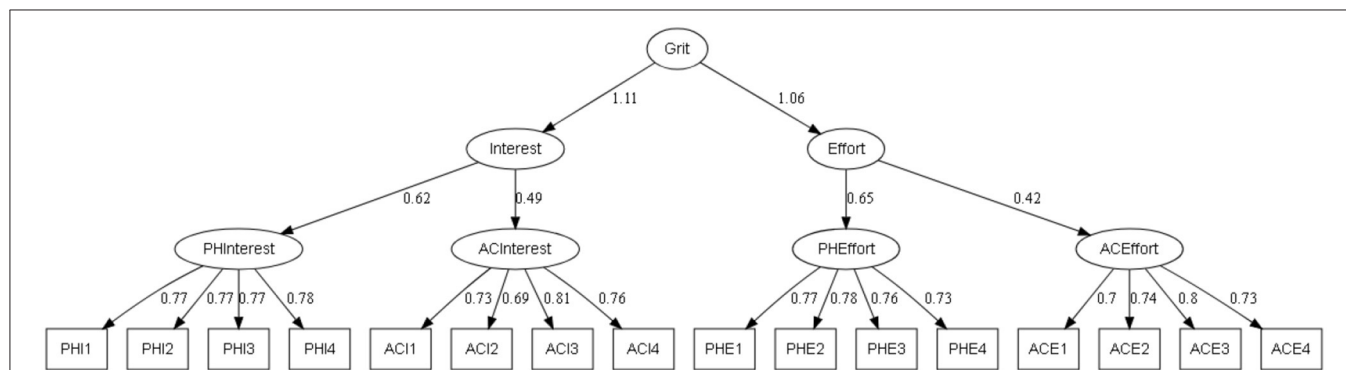 Grit
1.11 1.06
Interest Effort
0.62 0.49 0.65 0.42
PHInterest ACInterest PHEffort ACEffort
0.77 0.77 0.77 0.78 0.73 0.69 0.81 0.76 0.77 0.78 0.76 0.73 0.7 0.74 0.8 0.73
PHI1 PHI2 PHI3 PHI4 ACI1 ACI2 ACI3 ACI4 PHE1 PHE2 PHE3 PHE4 ACE1 ACE2 ACE3 ACE4